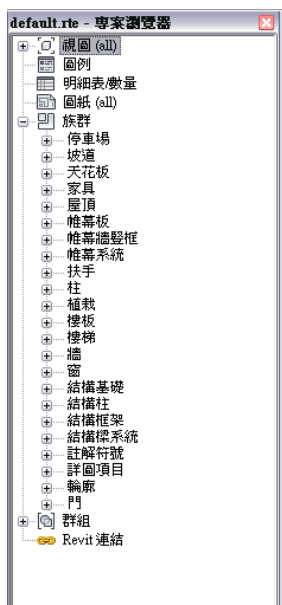 default.rte - 專案瀏覽器
視圖 (all)
圖例
明細表/數量
圖紙 (all)
族群
停車場
坡道
天花板
家具
屋頂
帷幕板
帷幕牆豎框
帷幕系統
扶手
柱
植栽
樓板
樓梯
牆
窗
結構基礎
結構柱
結構框架
結構樑系統
註解符號
詳圖項目
輪廓
門
群組
Revit 連結